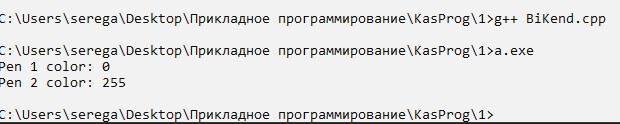 C:\Users\serega\Desktop\Прикладное программирование\KasProg\1>g++ BiKend.cpp
C:\Users\serega\Desktop\Прикладное программирование\KasProg\1>a.exe
Pen 1 color: 0
Pen 2 color: 255
C:\Users\serega\Desktop\Прикладное программирование\KasProg\1>